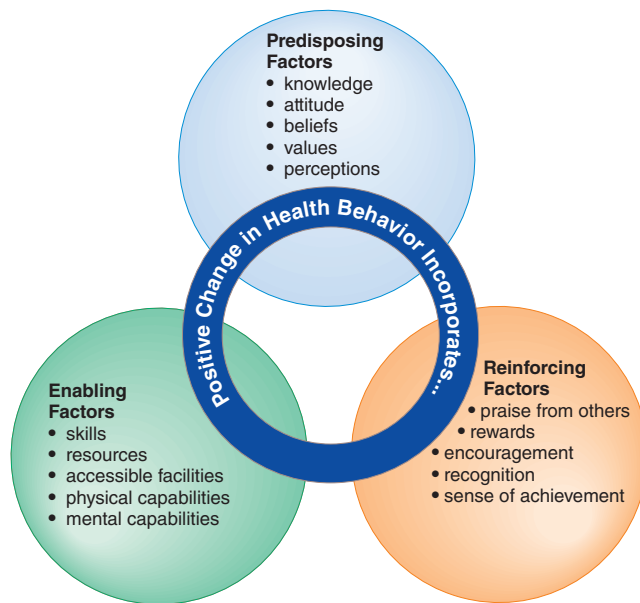 Predisposing
Factors
• knowledge
• attitude
• beliefs
• values
• perceptions
Positive Change in Health Behavior Incorporates...
Enabling
Factors
• skills
• resources
• accessible facilities
• physical capabilities
• mental capabilities
Reinforcing
Factors
• praise from others
• rewards
• encouragement
• recognition
• sense of achievement